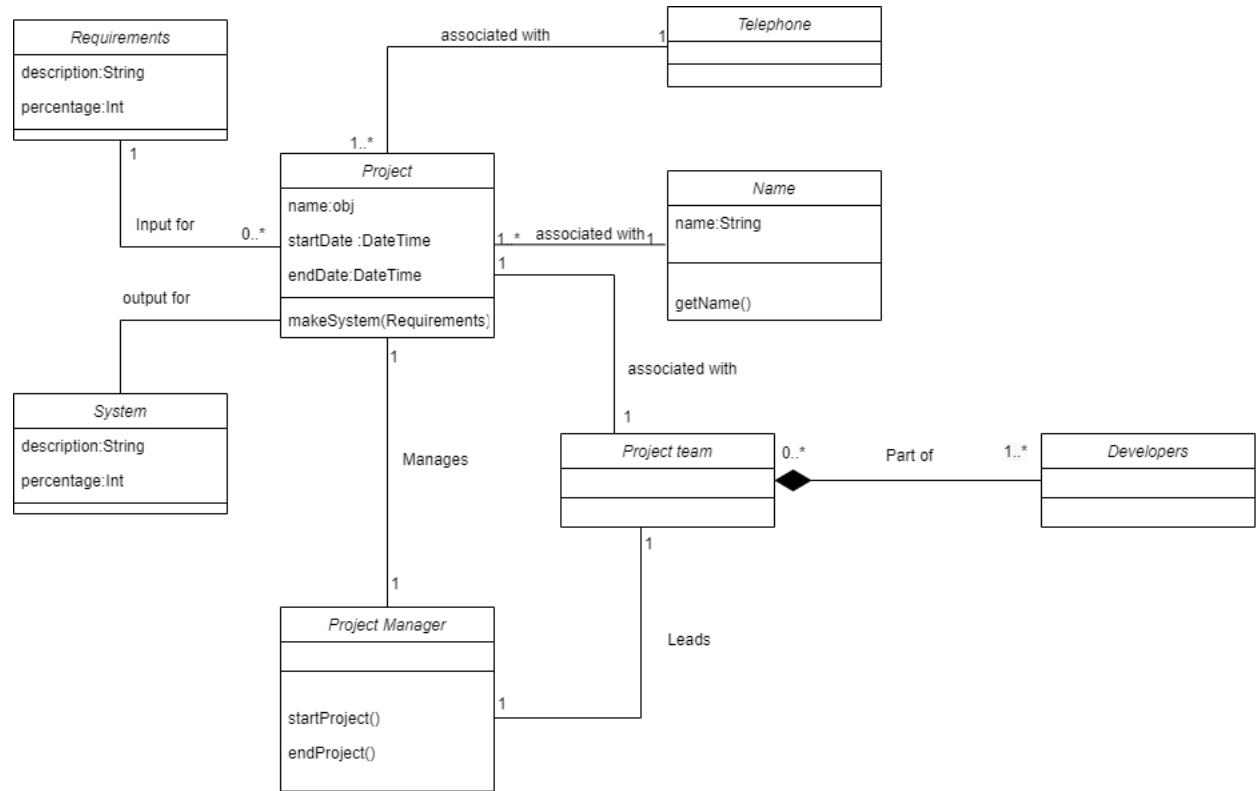 Requirements
description:String
percentage:Int
1
Input for
0..*
associated with
1
1..*
Telephone
Project
name:obj
startDate :DateTime
endDate:DateTime
makeSystem(Requirements)
1..*
associated with
1
Name
name:String
getName()
1
associated with
1
output for
System
description:String
percentage:Int
1
Manages
1
Project team
0..*
Part of
1..*
Developers
1
Leads
1
Project Manager
startProject()
endProject()